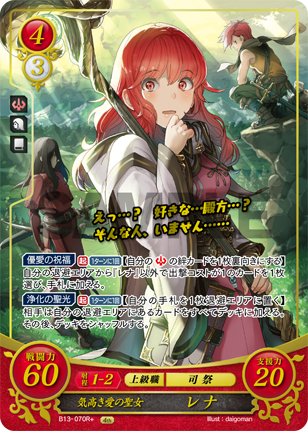 4
3
えっ…?　好きな…殿方…?
そんな人、いません……
優愛の祝福 起 1ターンに1回 【自分の の絆カードを1枚裏向きにする】
自分の退避エリアから『レナ』以外で出撃コストが1のカードを1枚
選び、手札に加える。
浄化の聖光 起 1ターンに1回 【自分の手札を1枚退避エリアに置く】
相手は自分の退避エリアにあるカードをすべてデッキに加える。
その後、デッキをシャッフルする。
戦闘力
60
射程 1-2 上級職 司祭
支援力
20
気高き愛の聖女 レナ
B13-070R+ Illust : daigoman